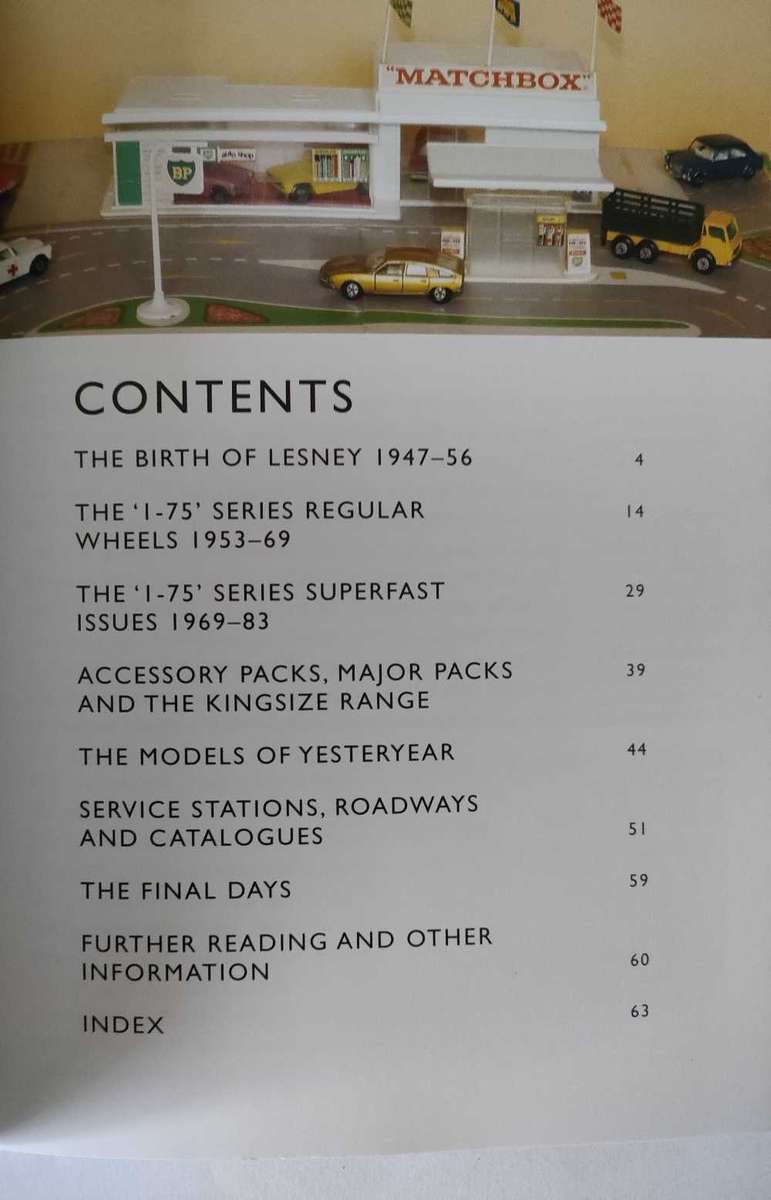 "MATCHBOX"
auto shop
BP
CONTENTS
THE BIRTH OF LESNEY 1947–56 4
THE ‘1-75’ SERIES REGULAR 14
WHEELS 1953–69
THE ‘1-75’ SERIES SUPERFAST 29
ISSUES 1969–83
ACCESSORY PACKS, MAJOR PACKS 39
AND THE KINGSIZE RANGE
THE MODELS OF YESTERYEAR 44
SERVICE STATIONS, ROADWAYS
AND CATALOGUES 51
THE FINAL DAYS 59
FURTHER READING AND OTHER
INFORMATION 60
INDEX 63